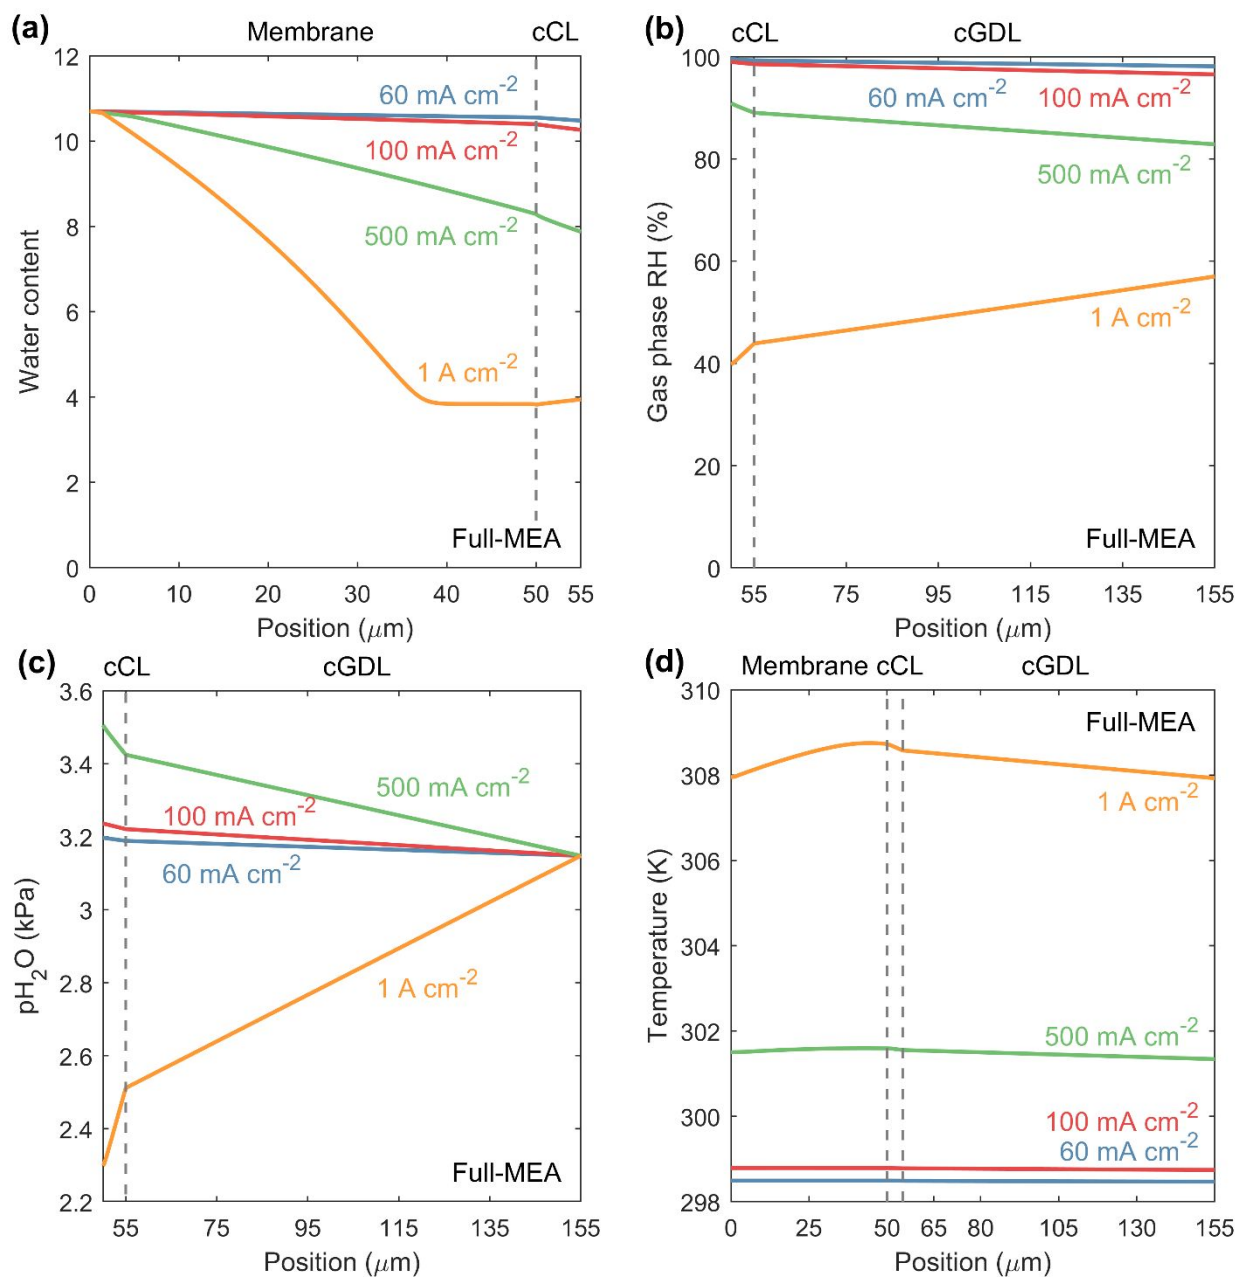 (a)
Membrane
cCL
12
10
8
6
4
2
0
Water content
60 mA cm-2
100 mA cm-2
500 mA cm-2
1 A cm-2
Full-MEA
0 10 20 30 40 50 55
Position (μm)
(b)
cCL
cGDL
100
80
60
40
20
0
Gas phase RH (%)
60 mA cm-2
100 mA cm-2
500 mA cm-2
1 A cm-2
Full-MEA
55 75 95 115 135 155
Position (μm)
(c)
cCL
cGDL
3.6
3.4
3.2
3
2.8
2.6
2.4
2.2
pH2O (kPa)
500 mA cm-2
100 mA cm-2
60 mA cm-2
1 A cm-2
Full-MEA
55 75 95 115 135 155
Position (μm)
(d)
Membrane cCL
cGDL
310
308
306
304
302
300
298
Temperature (K)
Full-MEA
1 A cm-2
500 mA cm-2
100 mA cm-2
60 mA cm-2
0 25 50 65 80 105 130 155
Position (μm)